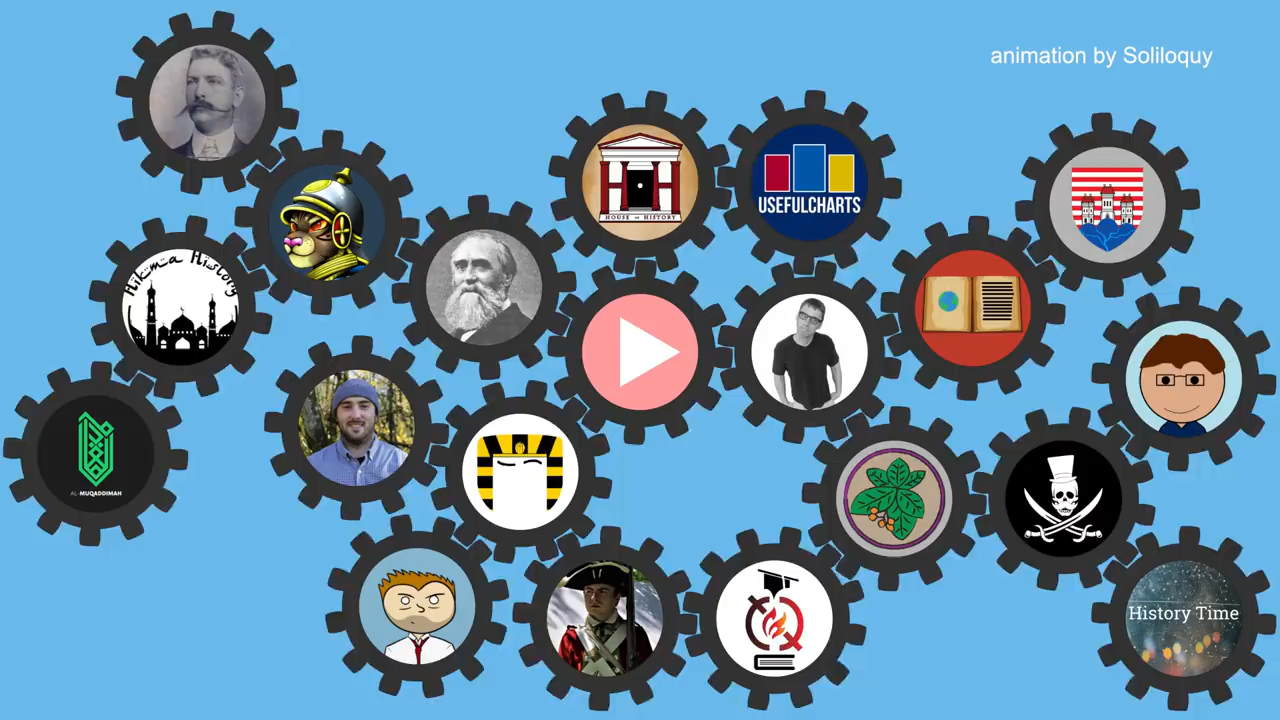 animation by Soliloquy
HOUSE OF HISTORY
USEFULCHARTS
Hikma History
AL-MUQADDIMAH
History Time